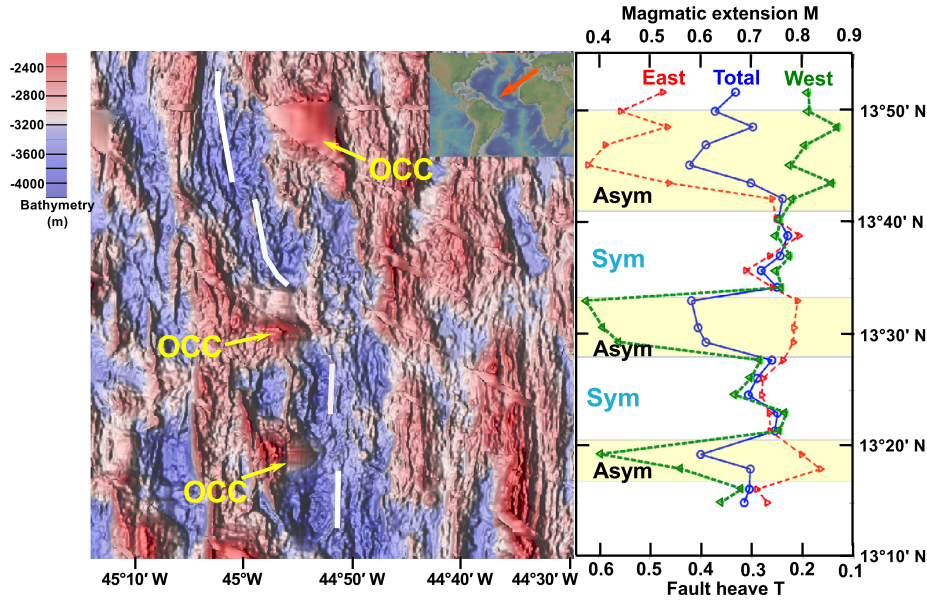 Magmatic extension M
0.4 0.5 0.6 0.7 0.8 0.9
East Total West
-2400
-2800
-3200
-3600
-4000
Bathymetry
(m)
OCC
OCC
OCC
45°10' W 45° W 44°50' W 44°40' W 44°30' W
13°50' N
13°40' N
13°30' N
13°20' N
13°10' N
Asym
Sym
Asym
Sym
Asym
0.6 0.5 0.4 0.3 0.2 0.1
Fault heave T